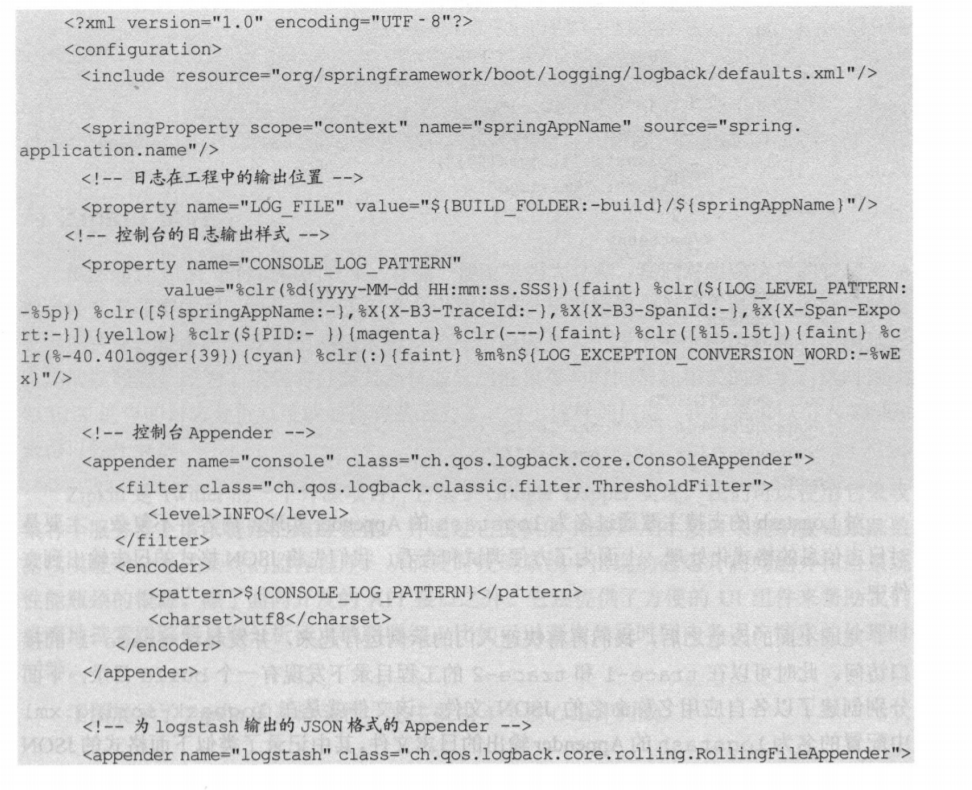 <?xml version="1.0" encoding="UTF-8"?>
<configuration>
<include resource="org/springframework/boot/logging/logback/defaults.xml"/>
<springProperty scope="context" name="springAppName" source="spring.
application.name"/>
<!-- 日志在工程中的输出位置 -->
<property name="LOG_FILE" value="${BUILD_FOLDER:-build}/${springAppName}"/>
<!-- 控制台的日志输出样式 -->
<property name="CONSOLE_LOG_PATTERN"
value="%clr(%d{yyyy-MM-dd HH:mm:ss.SSS}){faint} %clr(${LOG_LEVEL_PATTERN:
-%5p}) %clr([${springAppName:-},%X{X-B3-TraceId:-},%X{X-B3-SpanId:-},%X{X-Span-Expo
rt:-}]){yellow} %clr(${PID:- }){magenta} %clr(---){faint} %clr([%15.15t]){faint} %c
lr(%-40.40logger{39}){cyan} %clr(:){faint} %m%n${LOG_EXCEPTION_CONVERSION_WORD:-%wE
x}"/>
<!-- 控制台 Appender -->
<appender name="console" class="ch.qos.logback.core.ConsoleAppender">
<filter class="ch.qos.logback.classic.filter.ThresholdFilter">
<level>INFO</level>
</filter>
<encoder>
<pattern>${CONSOLE_LOG_PATTERN}</pattern>
<charset>utf8</charset>
</encoder>
</appender>
<!-- 为 logstash 输出的 JSON 格式的 Appender -->
<appender name="logstash" class="ch.qos.logback.core.rolling.RollingFileAppender">